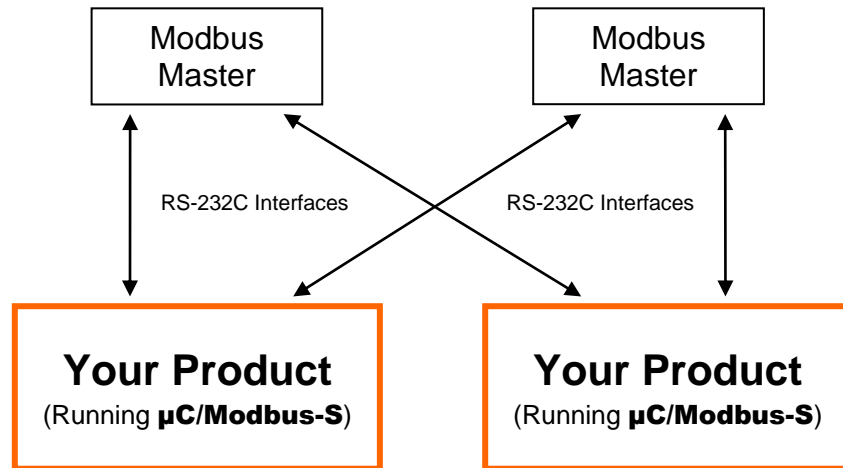 Modbus
Master
Modbus
Master
RS-232C Interfaces
RS-232C Interfaces
Your Product
(Running µC/Modbus-S)
Your Product
(Running µC/Modbus-S)